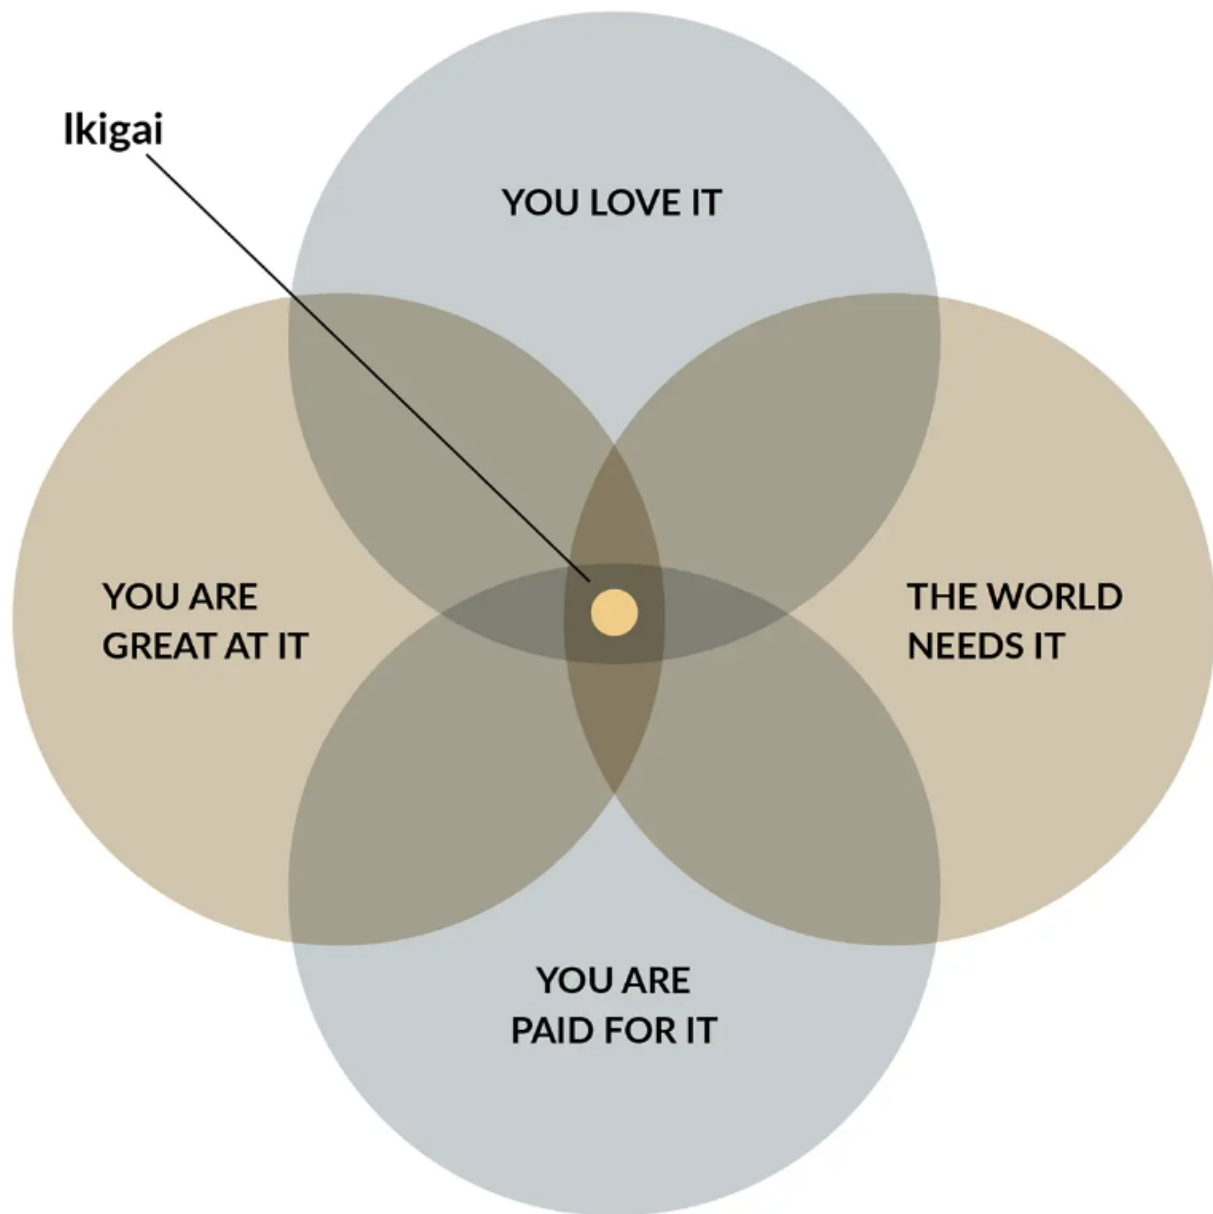 Ikigai
YOU LOVE IT
YOU ARE
GREAT AT IT
THE WORLD
NEEDS IT
YOU ARE
PAID FOR IT